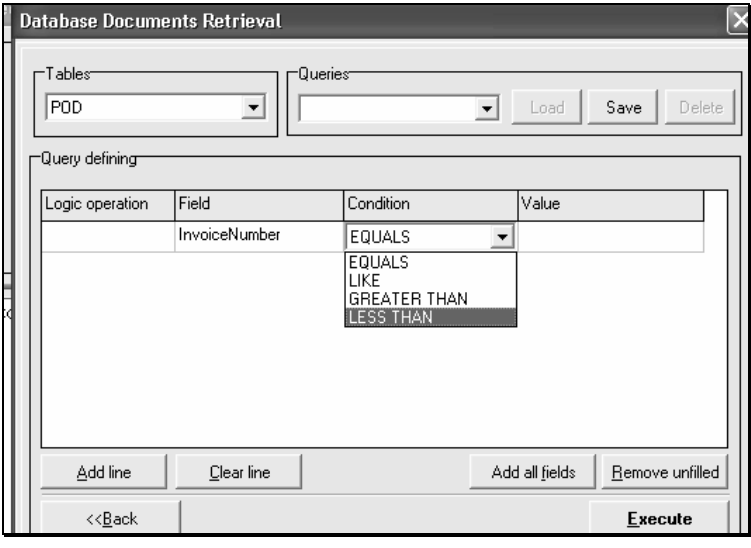 Database Documents Retrieval
Tables
Queries
POD
Load Save Delete
Query defining
Logic operation Field Condition Value
InvoiceNumber EQUALS
EQUALS
LIKE
GREATER THAN
LESS THAN
Add line Clear line Add all fields Remove unfilled
<<Back Execute